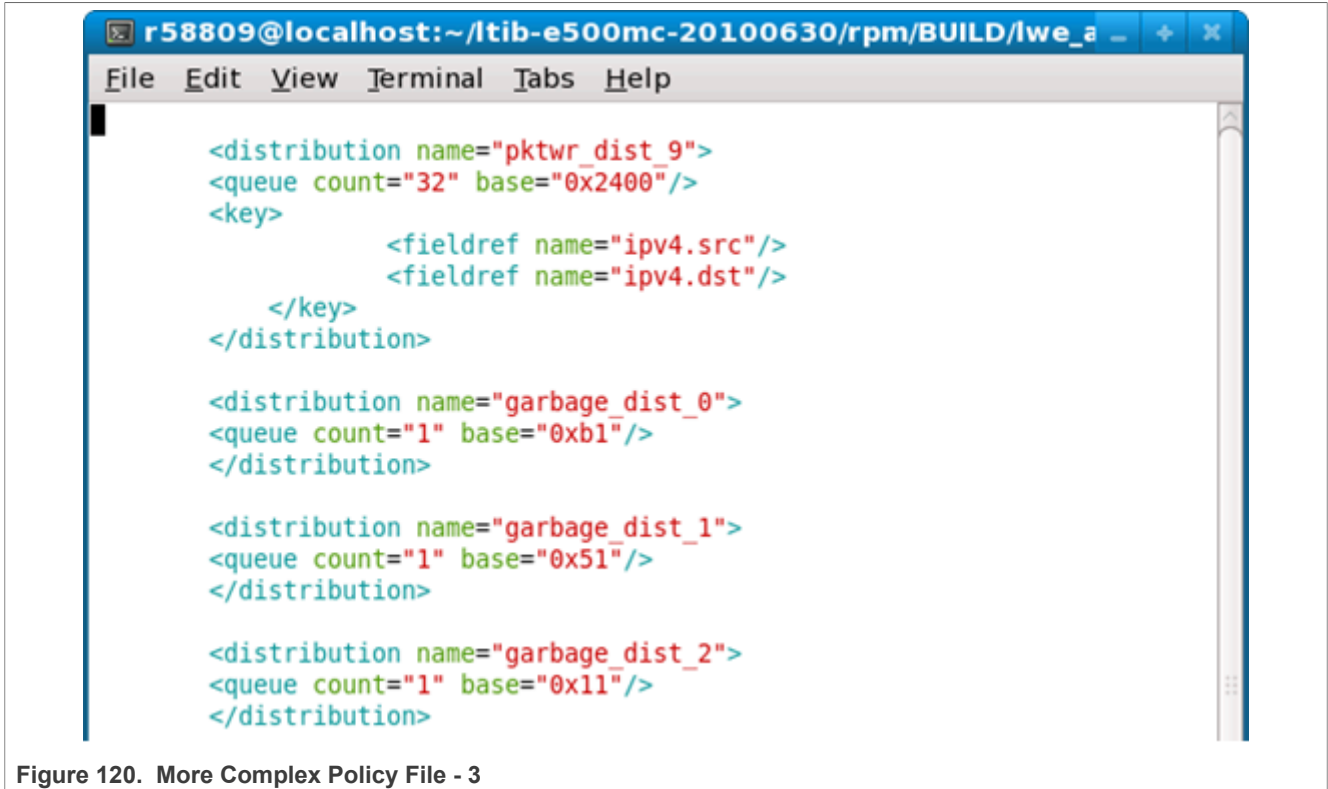 r58809@localhost:~/ltib-e500mc-20100630/rpm/BUILD/lwe_a
File Edit View Terminal Tabs Help
<distribution name="pktwr_dist_9">
<queue count="32" base="0x2400"/>
<key>
<fieldref name="ipv4.src"/>
<fieldref name="ipv4.dst"/>
</key>
</distribution>
<distribution name="garbage_dist_0">
<queue count="1" base="0xb1"/>
</distribution>
<distribution name="garbage_dist_1">
<queue count="1" base="0x51"/>
</distribution>
<distribution name="garbage_dist_2">
<queue count="1" base="0x11"/>
</distribution>
Figure 120. More Complex Policy File - 3